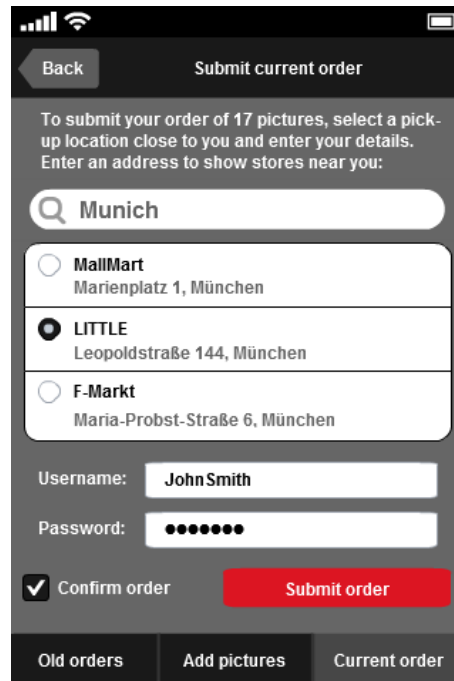 Back
Submit current order
To submit your order of 17 pictures, select a pick-
up location close to you and enter your details.
Enter an address to show stores near you:
Munich
MallMart
Marienplatz 1, München
LITTLE
Leopoldstraße 144, München
F-Markt
Maria-Probst-Straße 6, München
Username: JohnSmith
Password: ●●●●●●●
Confirm order
Submit order
Old orders
Add pictures
Current order